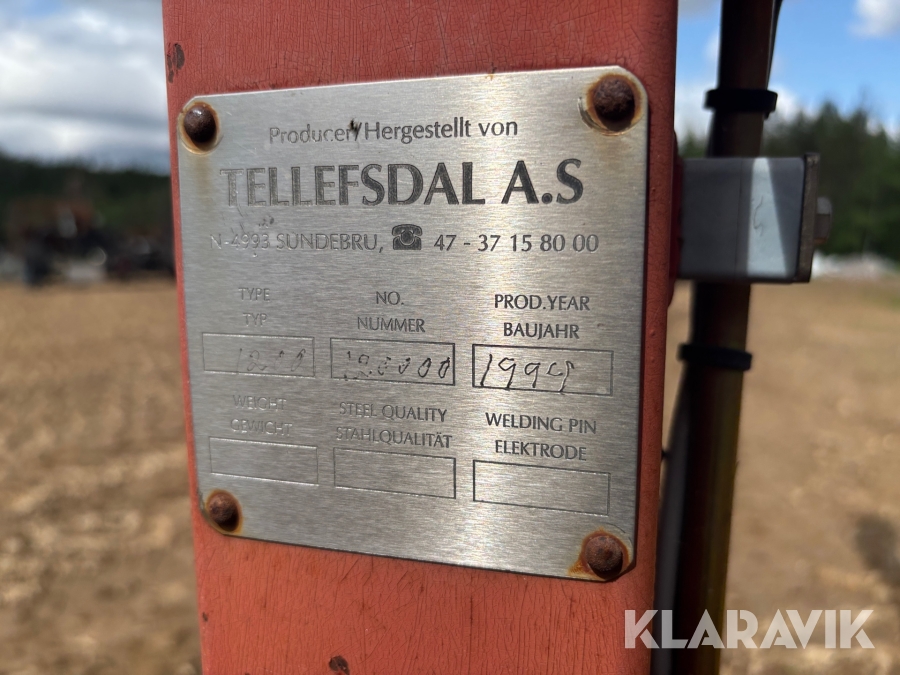 Producer/Hergestellt von
TELLEFSDAL A.S
N-4993 SUNDEBRU, ☎ 47 - 37 15 80 00
TYPE NO. PROD.YEAR
TYP NUMMER BAUJAHR
WEIGHT STEEL QUALITY WELDING PIN
GEWICHT STAHLQUALITÄT ELEKTRODE
KLARAVIK